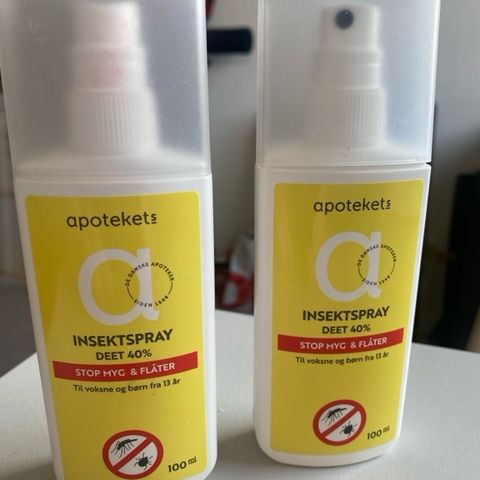 apotekets
a
DE DANSKE APOTEKER
SIDEN 1546
INSEKTSPRAY
DEET 40%
STOP MYG & FLÅTER
Til voksne og børn fra 13 år
100 ml
apotekets
a
DE DANSKE APOTEKER
SIDEN 1546
INSEKTSPRAY
DEET 40%
STOP MYG & FLÅTER
Til voksne og børn fra 13 år
100 ml